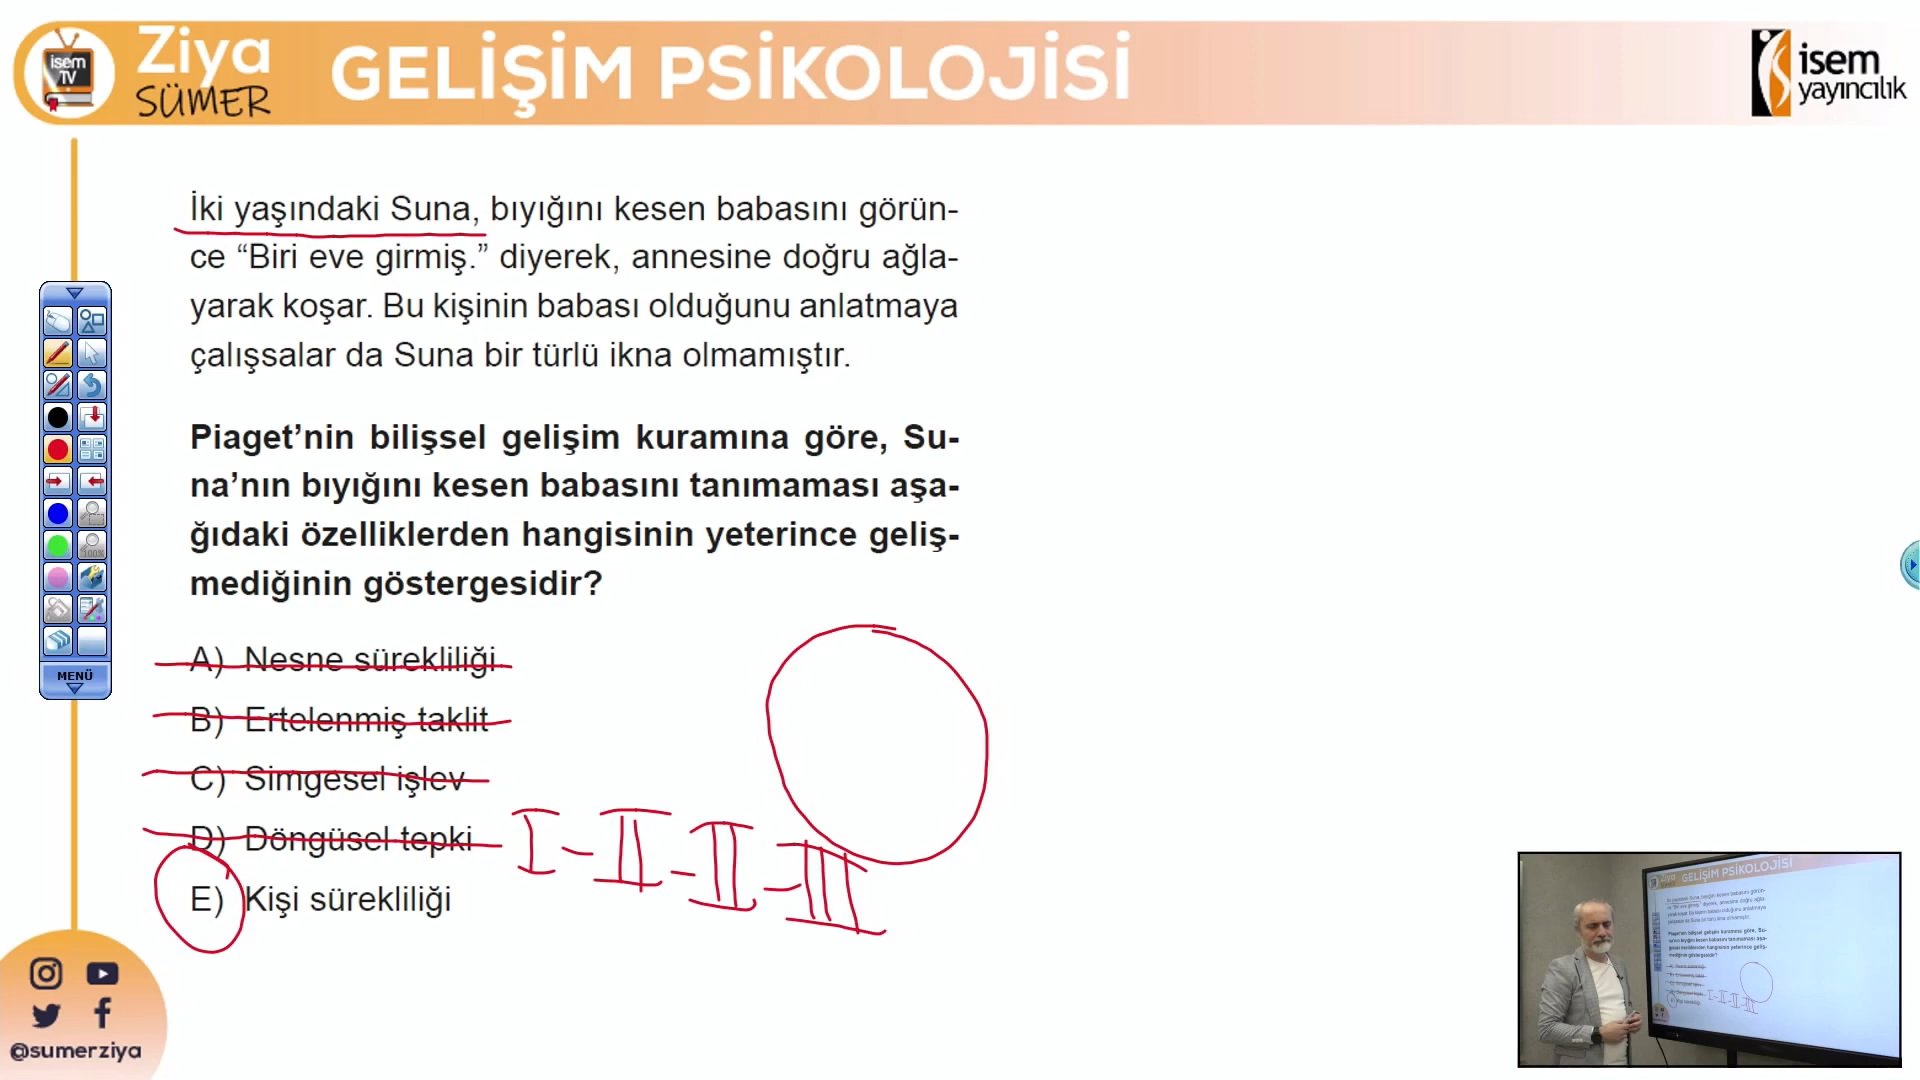 isem
TV
Ziya
SÜMER
GELİŞİM PSİKOLOJİSİ
isem
yayıncılık
İki yaşındaki Suna, bıyığını kesen babasını görün-
ce “Biri eve girmiş.” diyerek, annesine doğru ağla-
yarak koşar. Bu kişinin babası olduğunu anlatmaya
çalışsalar da Suna bir türlü ikna olmamıştır.
Piaget’nin bilişsel gelişim kuramına göre, Su-
na’nın bıyığını kesen babasını tanımaması aşa-
ğıdaki özelliklerden hangisinin yeterince geliş-
mediğinin göstergesidir?
A) Nesne sürekliliği
B) Ertelenmiş taklit
C) Simgesel işlev
D) Döngüsel tepki
I - II - II - III
E) Kişi sürekliliği
100%
MENÜ
@sumerziya
GELİŞİM PSİKOLOJİSİ